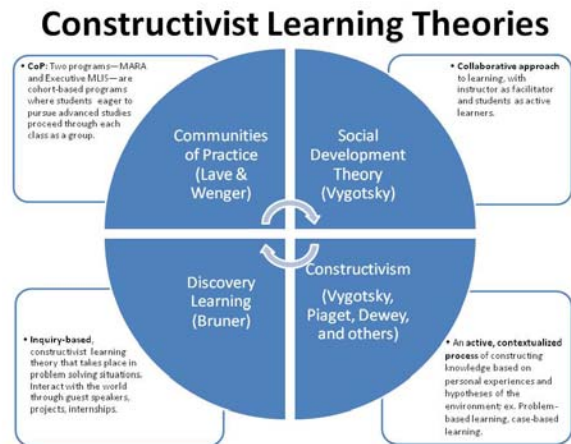 Constructivist Learning Theories
• CoP: Two programs—MARA
and Executive MLIS—are
cohort-based programs
where students eager to
pursue advanced studies
proceed through each
class as a group.
Communities
of Practice
(Lave &
Wenger)
Social
Development
Theory
(Vygotsky)
• Collaborative approach
to learning, with
instructor as facilitator
and students as active
learners.
Discovery
Learning
(Bruner)
Constructivism
(Vygotsky,
Piaget, Dewey,
and others)
• Inquiry-based,
constructivist learning
theory that takes place in
problem solving situations.
Interact with the world
through guest speakers,
projects, internships.
• An active, contextualized
process of constructing
knowledge based on
personal experiences and
hypotheses of the
environment; ex. Problem-
based learning, case-based
learning.